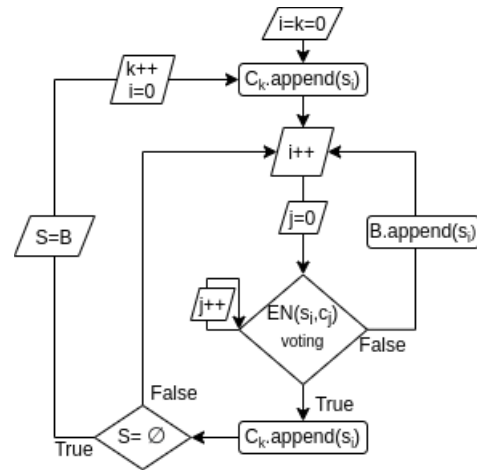 i=k=0
k++
i=0
Cₖ.append(sᵢ)
i++
j=0
S=B
B.append(sᵢ)
j++
EN(sᵢ,cⱼ)
voting
False
False
True
S= ∅
True
Cₖ.append(sᵢ)